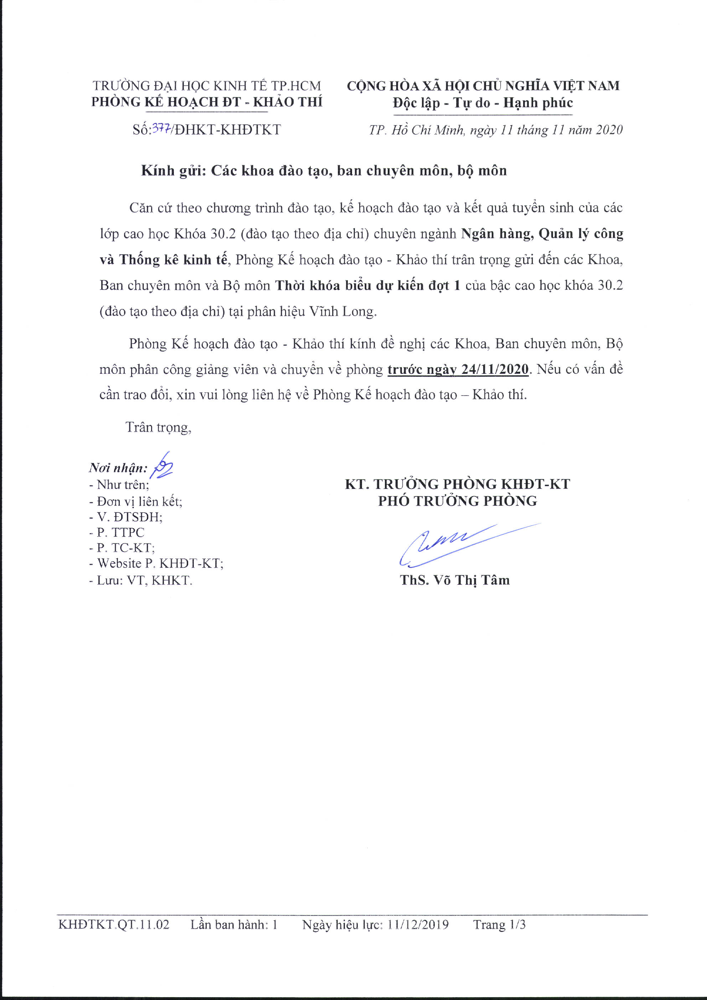 TRƯỜNG ĐẠI HỌC KINH TẾ TP.HCM
PHÒNG KẾ HOẠCH ĐT - KHẢO THÍ
Số:377/ĐHKT-KHĐTKT
CỘNG HÒA XÃ HỘI CHỦ NGHĨA VIỆT NAM
Độc lập - Tự do - Hạnh phúc
TP. Hồ Chí Minh, ngày 11 tháng 11 năm 2020
Kính gửi: Các khoa đào tạo, ban chuyên môn, bộ môn
Căn cứ theo chương trình đào tạo, kế hoạch đào tạo và kết quả tuyển sinh của các
lớp cao học Khóa 30.2 (đào tạo theo địa chỉ) chuyên ngành Ngân hàng, Quản lý công
và Thống kê kinh tế, Phòng Kế hoạch đào tạo - Khảo thí trân trọng gửi đến các Khoa,
Ban chuyên môn và Bộ môn Thời khóa biểu dự kiến đợt 1 của bậc cao học khóa 30.2
(đào tạo theo địa chỉ) tại phân hiệu Vĩnh Long.
Phòng Kế hoạch đào tạo - Khảo thí kính đề nghị các Khoa, Ban chuyên môn, Bộ
môn phân công giảng viên và chuyển về phòng trước ngày 24/11/2020. Nếu có vấn đề
cần trao đổi, xin vui lòng liên hệ về Phòng Kế hoạch đào tạo – Khảo thí.
Trân trọng,
Nơi nhận:
- Như trên;
- Đơn vị liên kết;
- V. ĐTSĐH;
- P. TTPC
- P. TC-KT;
- Website P. KHĐT-KT;
- Lưu: VT, KHKT.
KT. TRƯỞNG PHÒNG KHĐT-KT
PHÓ TRƯỞNG PHÒNG
ThS. Võ Thị Tâm
KHĐTKT.QT.11.02 Lần ban hành: 1 Ngày hiệu lực: 11/12/2019 Trang 1/3